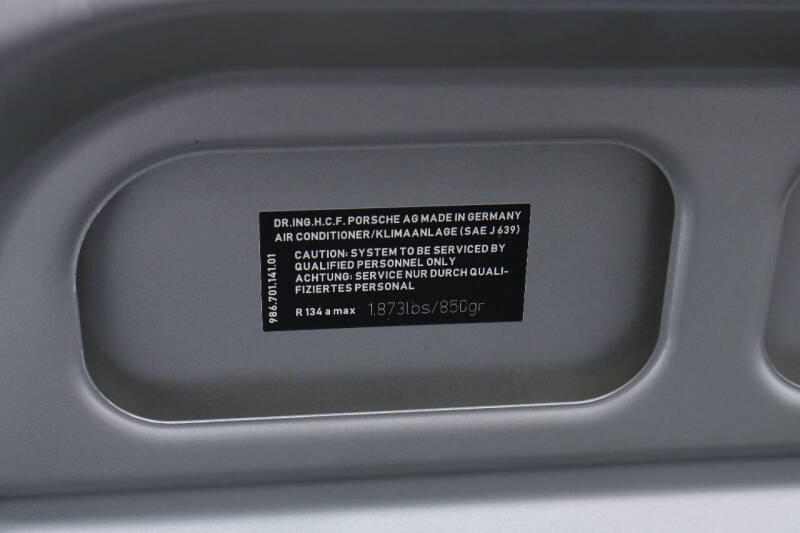 DR.ING.H.C.F. PORSCHE AG MADE IN GERMANY
AIR CONDITIONER/KLIMAANLAGE (SAE J 639)
CAUTION: SYSTEM TO BE SERVICED BY
QUALIFIED PERSONNEL ONLY
ACHTUNG: SERVICE NUR DURCH QUALI-
FIZIERTES PERSONAL
R 134 a max 1.873lbs/850gr
986.701.141.01